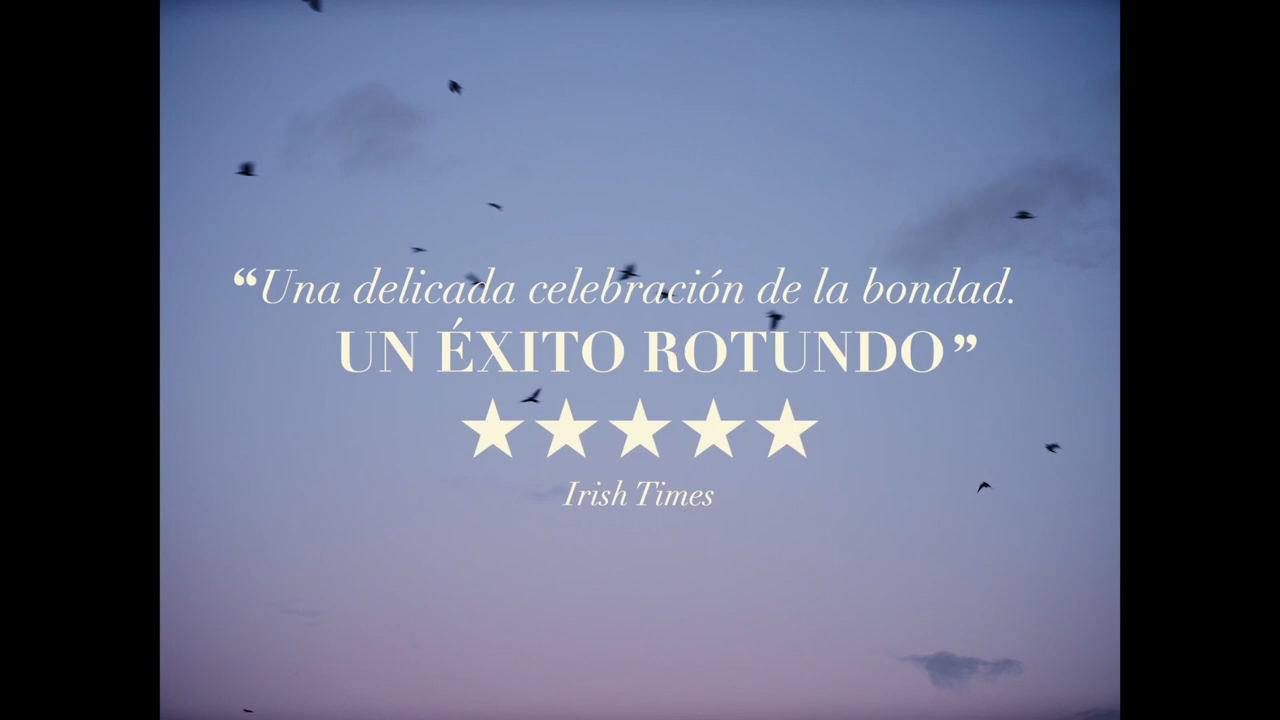 “Una delicada celebración de la bondad.
UN ÉXITO ROTUNDO”
Irish Times